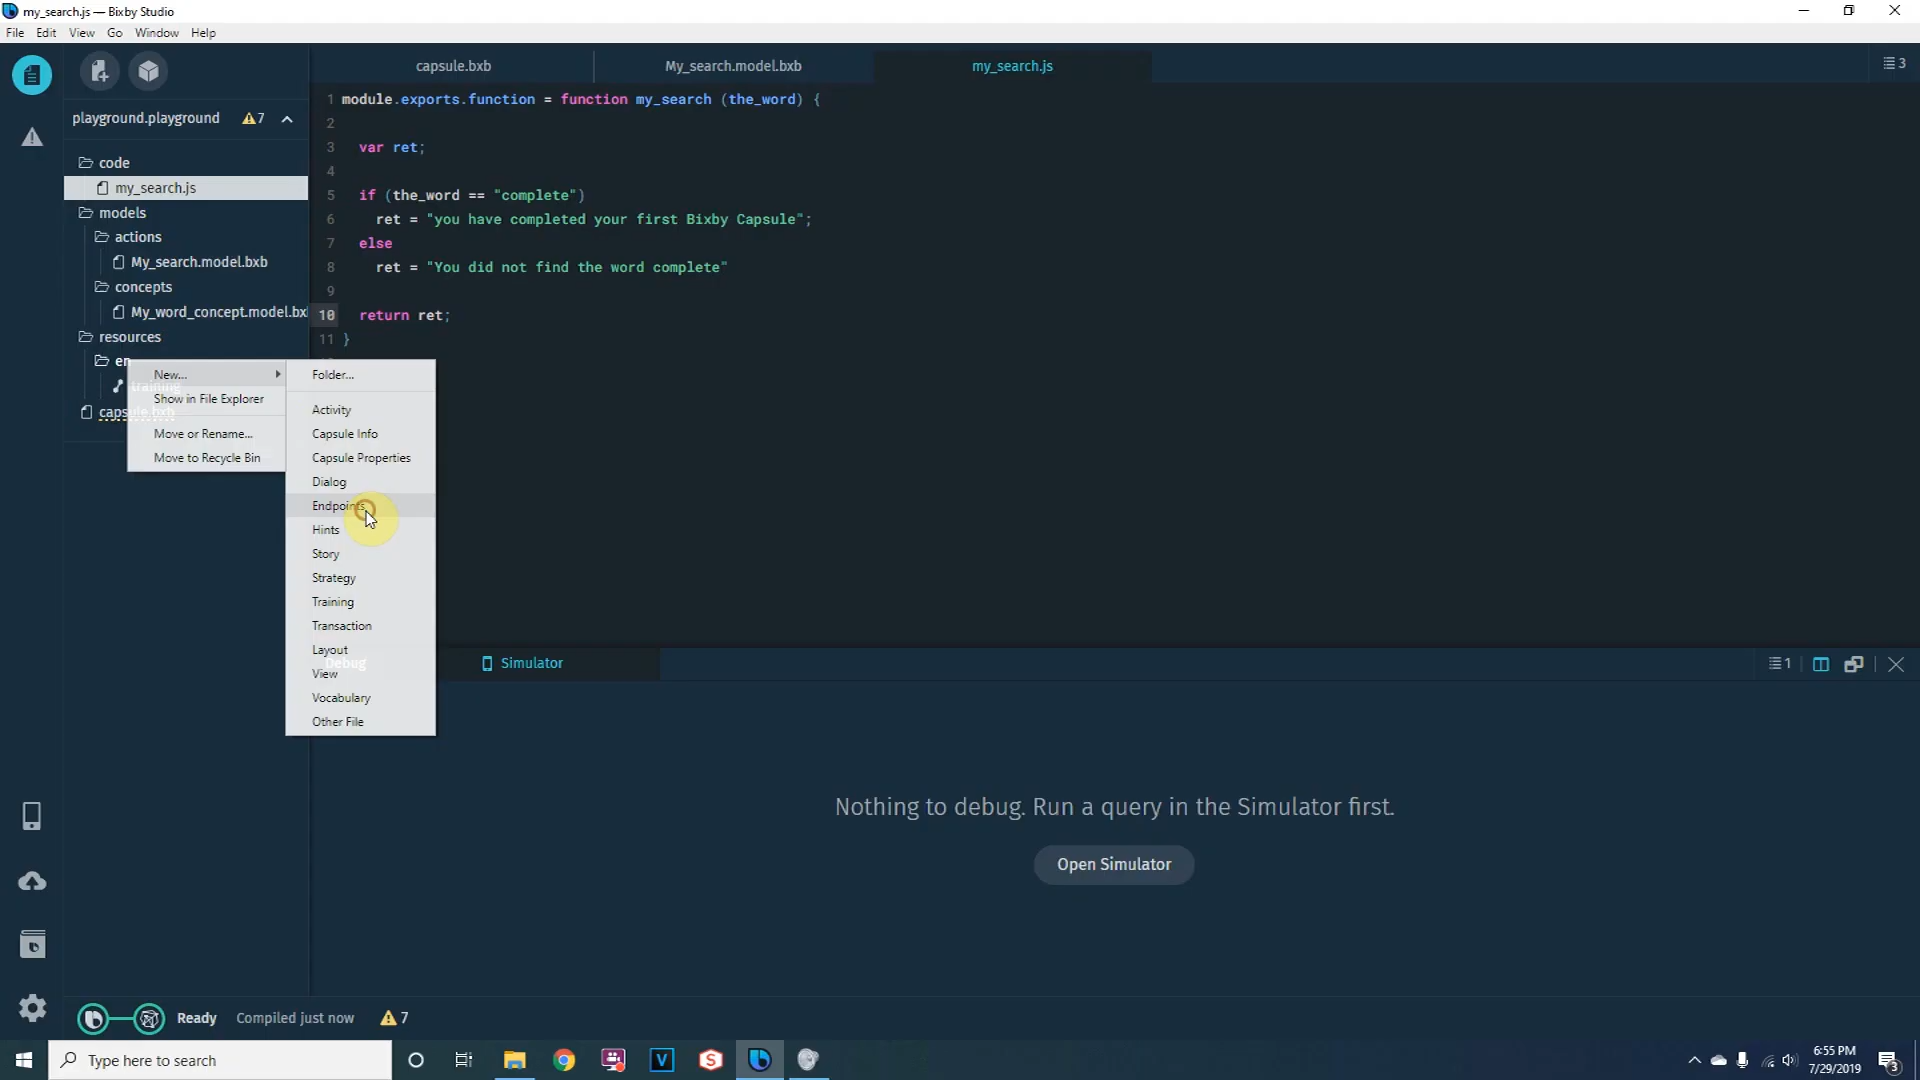 my_search.js — Bixby Studio
File Edit View Go Window Help
playground.playground 7
code
my_search.js
models
actions
My_search.model.bxb
concepts
My_word_concept.model.bx
resources
en
training
capsule.bxb
capsule.bxb My_search.model.bxb my_search.js 3
1 module.exports.function = function my_search (the_word) {
2
3 var ret;
4
5 if (the_word == "complete")
6 ret = "you have completed your first Bixby Capsule";
7 else
8 ret = "You did not find the word complete"
9
10 return ret;
11 }
New...
Show in File Explorer
Move or Rename...
Move to Recycle Bin
Folder...
Activity
Capsule Info
Capsule Properties
Dialog
Endpoints
Hints
Story
Strategy
Training
Transaction
Layout
View
Vocabulary
Other File
Debug Simulator 1
Nothing to debug. Run a query in the Simulator first.
Open Simulator
Ready Compiled just now 7
Type here to search
V S
6:55 PM
7/29/2019
3